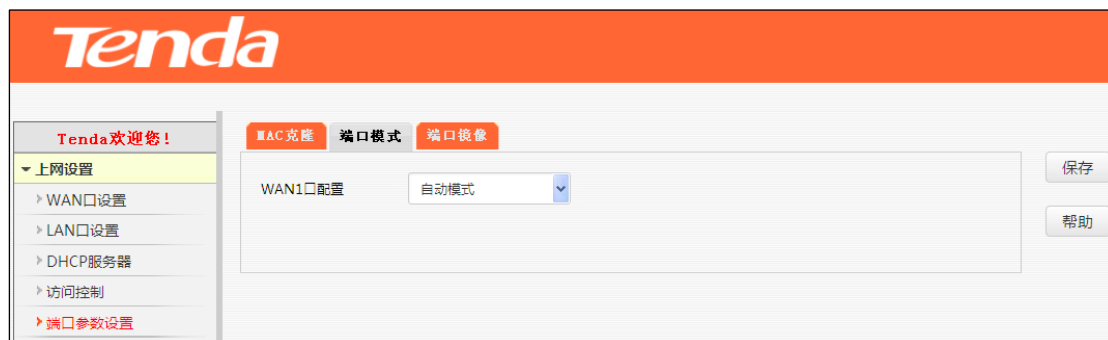 Tenda
Tenda欢迎您!
MAC克隆 端口模式 端口镜像
上网设置
WAN1口配置 自动模式
保存
WAN口设置
LAN口设置
帮助
DHCP服务器
访问控制
端口参数设置